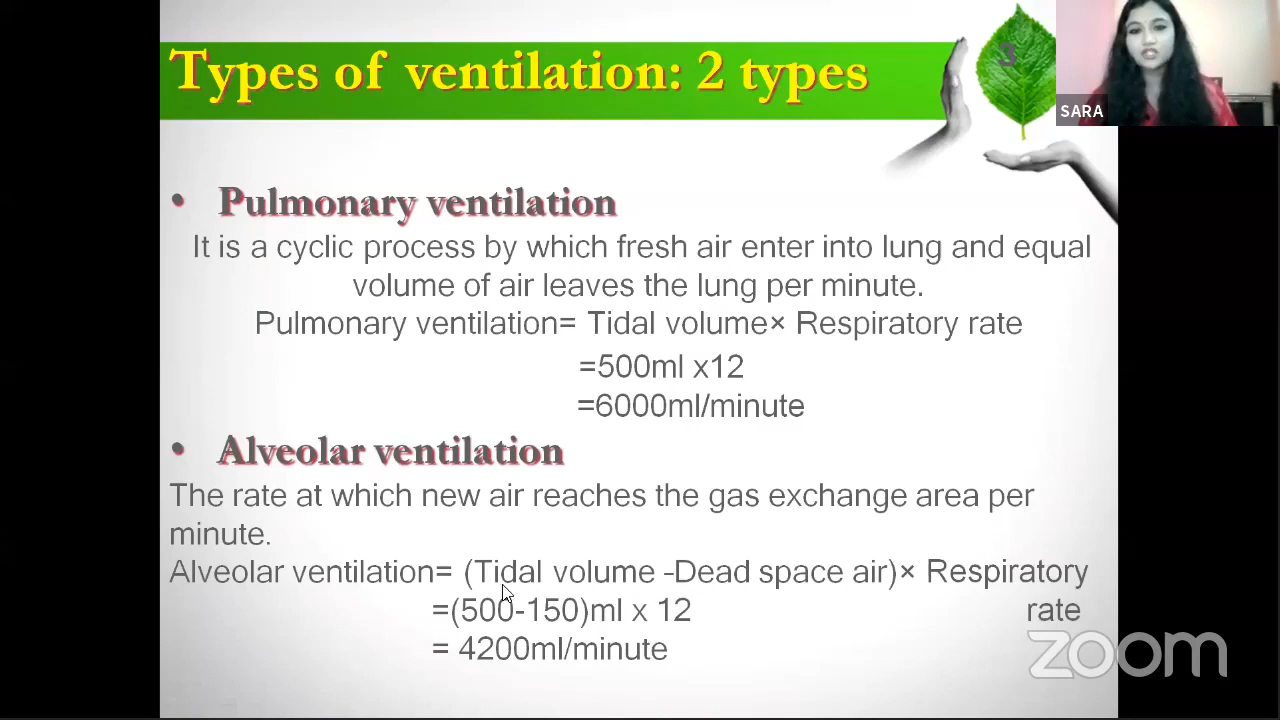 Types of ventilation: 2 types
3
SARA
• Pulmonary ventilation
It is a cyclic process by which fresh air enter into lung and equal
volume of air leaves the lung per minute.
Pulmonary ventilation= Tidal volume× Respiratory rate
=500ml x12
=6000ml/minute
• Alveolar ventilation
The rate at which new air reaches the gas exchange area per
minute.
Alveolar ventilation= (Tidal volume –Dead space air)× Respiratory
=(500-150)ml x 12 rate
= 4200ml/minute
zoom